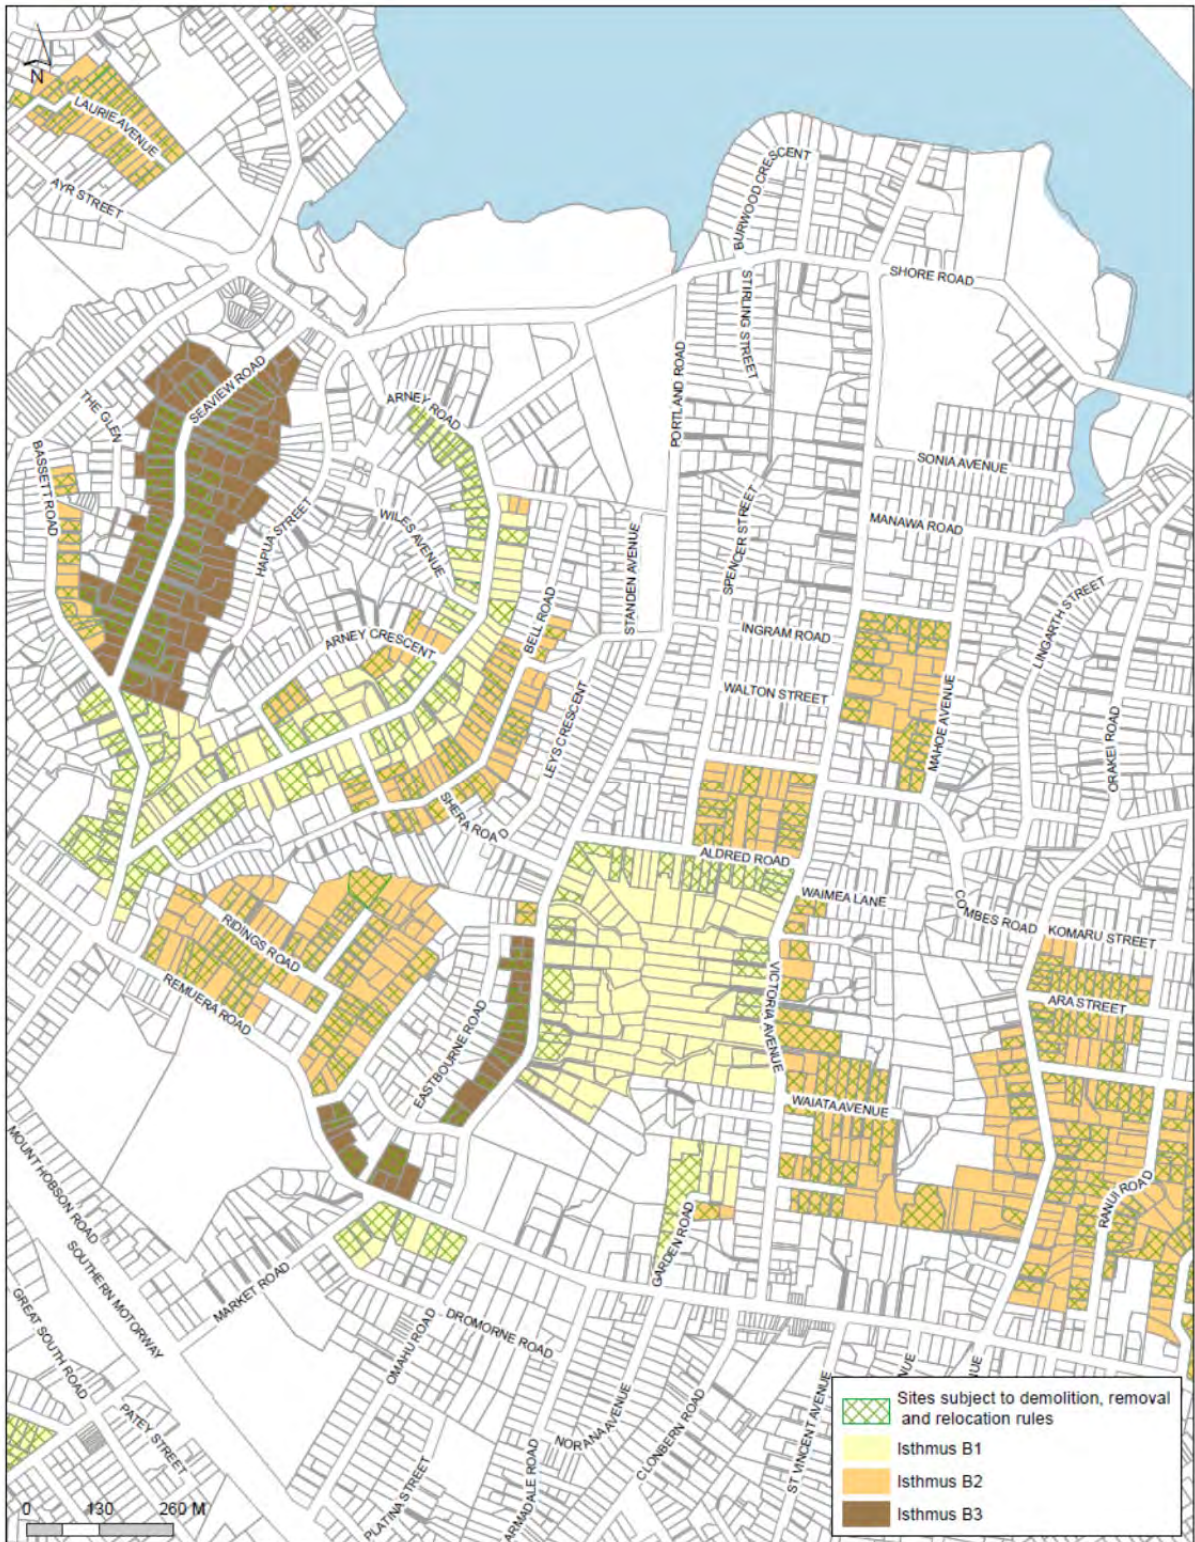 N
LAURIE AVENUE
AYR STREET
BURWOOD CRESCENT
SHORE ROAD
STIRLING STREET
PORTLAND ROAD
SEAVIEW ROAD
THE GLEN
ARNEY ROAD
BASSETT ROAD
SONIA AVENUE
HAPUA STREET
WILES AVENUE
SPENCER STREET
MANAWA ROAD
STANDEN AVENUE
LINGARTH STREET
BELL ROAD
INGRAM ROAD
ARNEY CRESCENT
WALTON STREET
LEYS CRESCENT
MAHOE AVENUE
ORAKEI ROAD
SHERA ROAD
ALDRED ROAD
WAIMEA LANE
COMBES ROAD
KOMARU STREET
RIDINGS ROAD
REMUERA ROAD
VICTORIA AVENUE
ARA STREET
EASTBOURNE ROAD
WAIATA AVENUE
MOUNT HOBSON ROAD
RANUI ROAD
GARDEN ROAD
SOUTHERN MOTORWAY
MARKET ROAD
GREAT SOUTH ROAD
OMAHU ROAD
DROMORNE ROAD
PATEY STREET
NORANA AVENUE
CLONBERN ROAD
ST VINCENT AVENUE
PLATINA STREET
ARMADALE ROAD
0 130 260 M
Sites subject to demolition, removal
and relocation rules
Isthmus B1
Isthmus B2
Isthmus B3